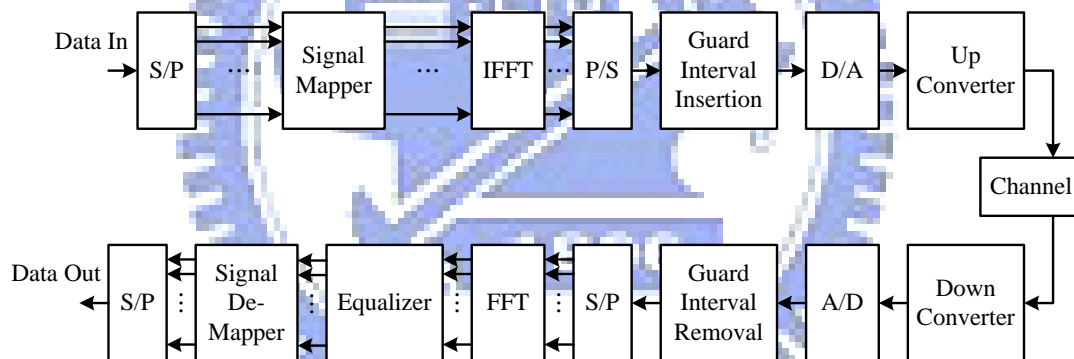 Data In
S/P
...
Signal
Mapper
...
IFFT
...
P/S
Guard
Interval
Insertion
D/A
Up
Converter
Channel
Data Out
S/P
...
Signal
De-
Mapper
...
Equalizer
...
FFT
...
S/P
Guard
Interval
Removal
A/D
Down
Converter